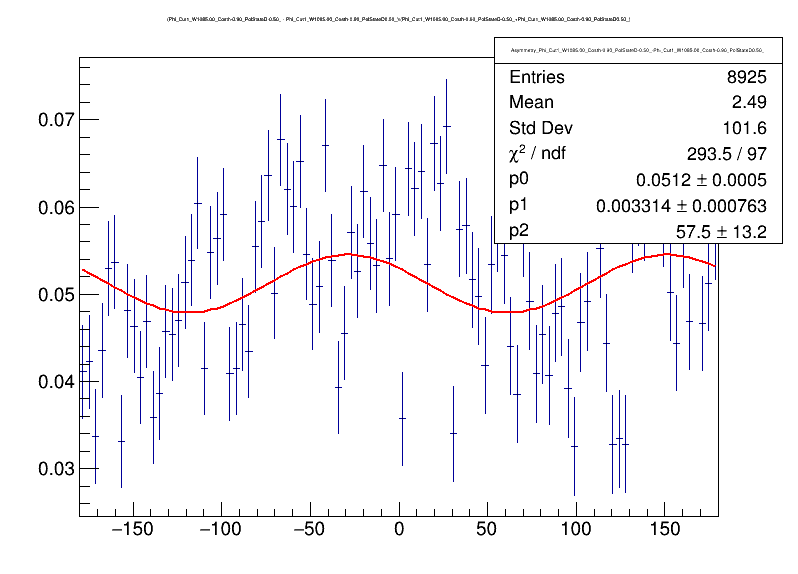 Entries 8925
Mean 2.49
Std Dev 101.6
χ² / ndf 293.5 / 97
p0 0.0512 ± 0.0005
p1 0.003314 ± 0.000763
p2 57.5 ± 13.2
0.07
0.06
0.05
0.04
0.03
−150 −100 −50 0 50 100 150